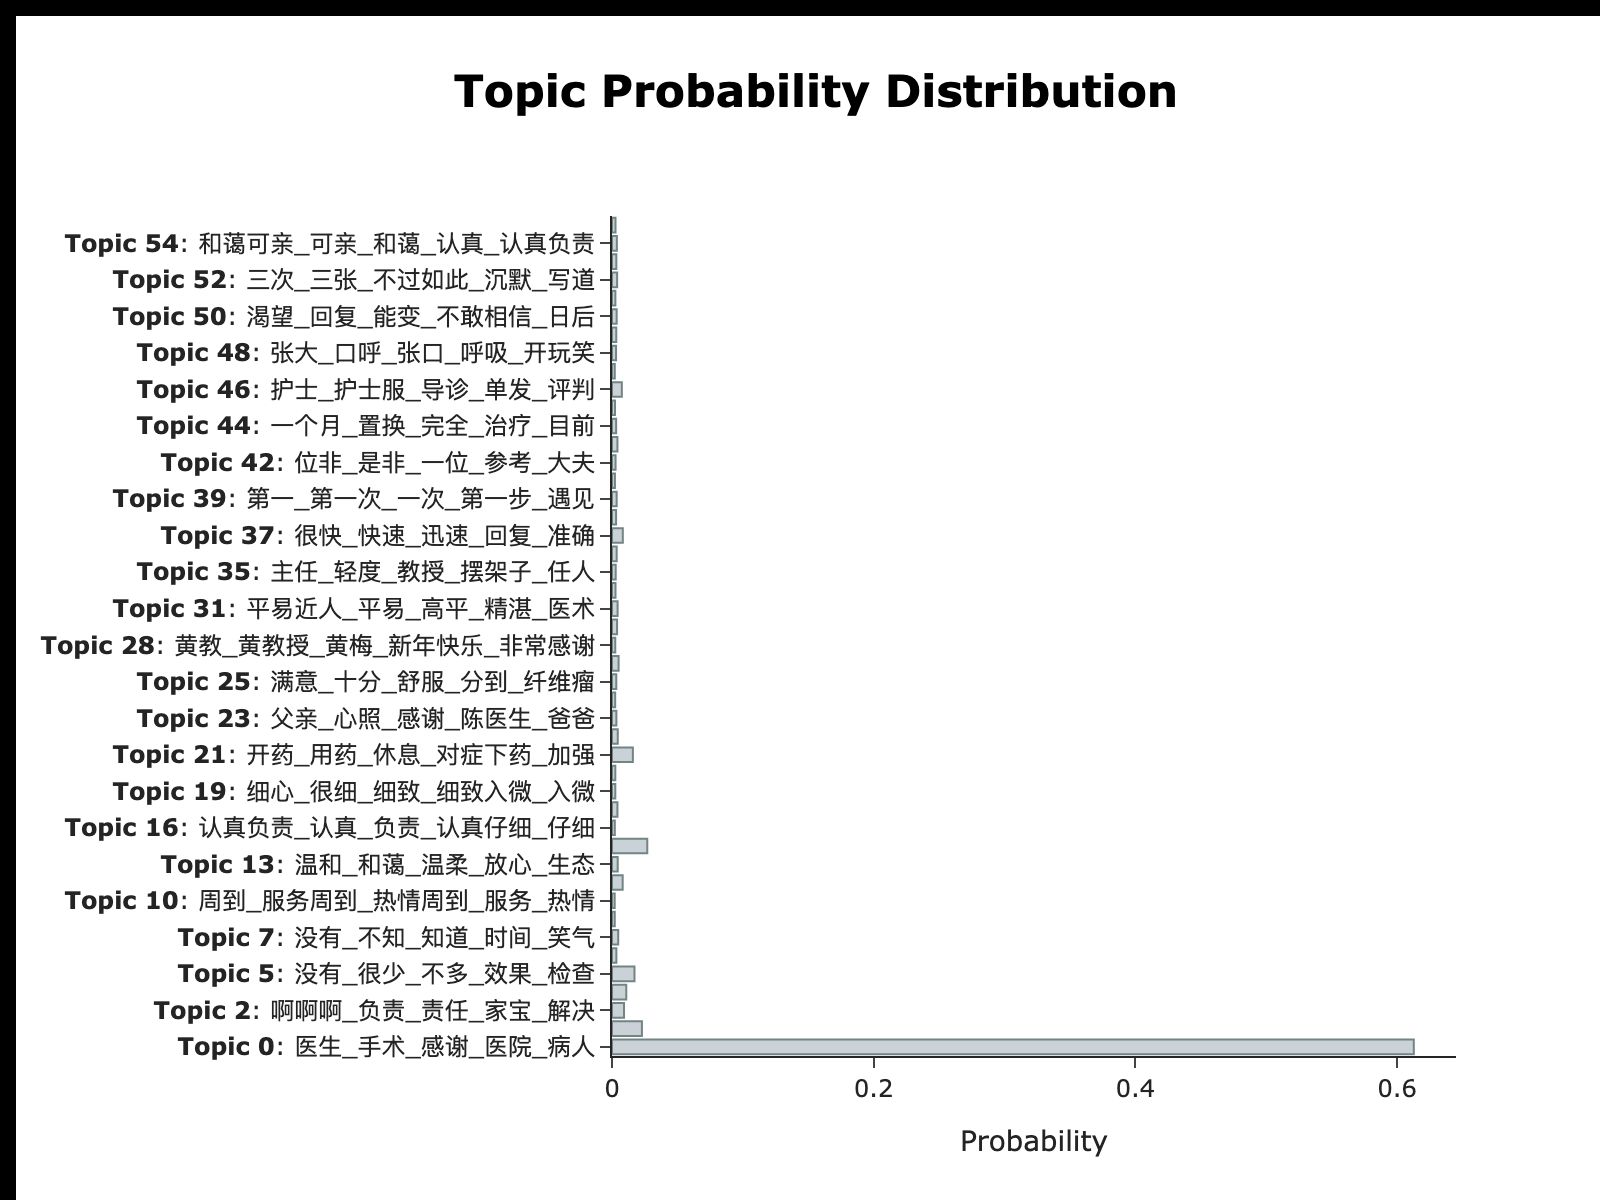 Topic Probability Distribution
Topic 54: 和蔼可亲_可亲_和蔼_认真_认真负责
Topic 52: 三次_三张_不过如此_沉默_写道
Topic 50: 渴望_回复_能变_不敢相信_日后
Topic 48: 张大_口呼_张口_呼吸_开玩笑
Topic 46: 护士_护士服_导诊_单发_评判
Topic 44: 一个月_置换_完全_治疗_目前
Topic 42: 位非_是非_一位_参考_大夫
Topic 39: 第一_第一次_一次_第一步_遇见
Topic 37: 很快_快速_迅速_回复_准确
Topic 35: 主任_轻度_教授_摆架子_任人
Topic 31: 平易近人_平易_高平_精湛_医术
Topic 28: 黄教_黄教授_黄梅_新年快乐_非常感谢
Topic 25: 满意_十分_舒服_分到_纤维瘤
Topic 23: 父亲_心照_感谢_陈医生_爸爸
Topic 21: 开药_用药_休息_对症下药_加强
Topic 19: 细心_很细_细致_细致入微_入微
Topic 16: 认真负责_认真_负责_认真仔细_仔细
Topic 13: 温和_和蔼_温柔_放心_生态
Topic 10: 周到_服务周到_热情周到_服务_热情
Topic 7: 没有_不知_知道_时间_笑气
Topic 5: 没有_很少_不多_效果_检查
Topic 2: 啊啊啊_负责_责任_家宝_解决
Topic 0: 医生_手术_感谢_医院_病人
0 0.2 0.4 0.6
Probability